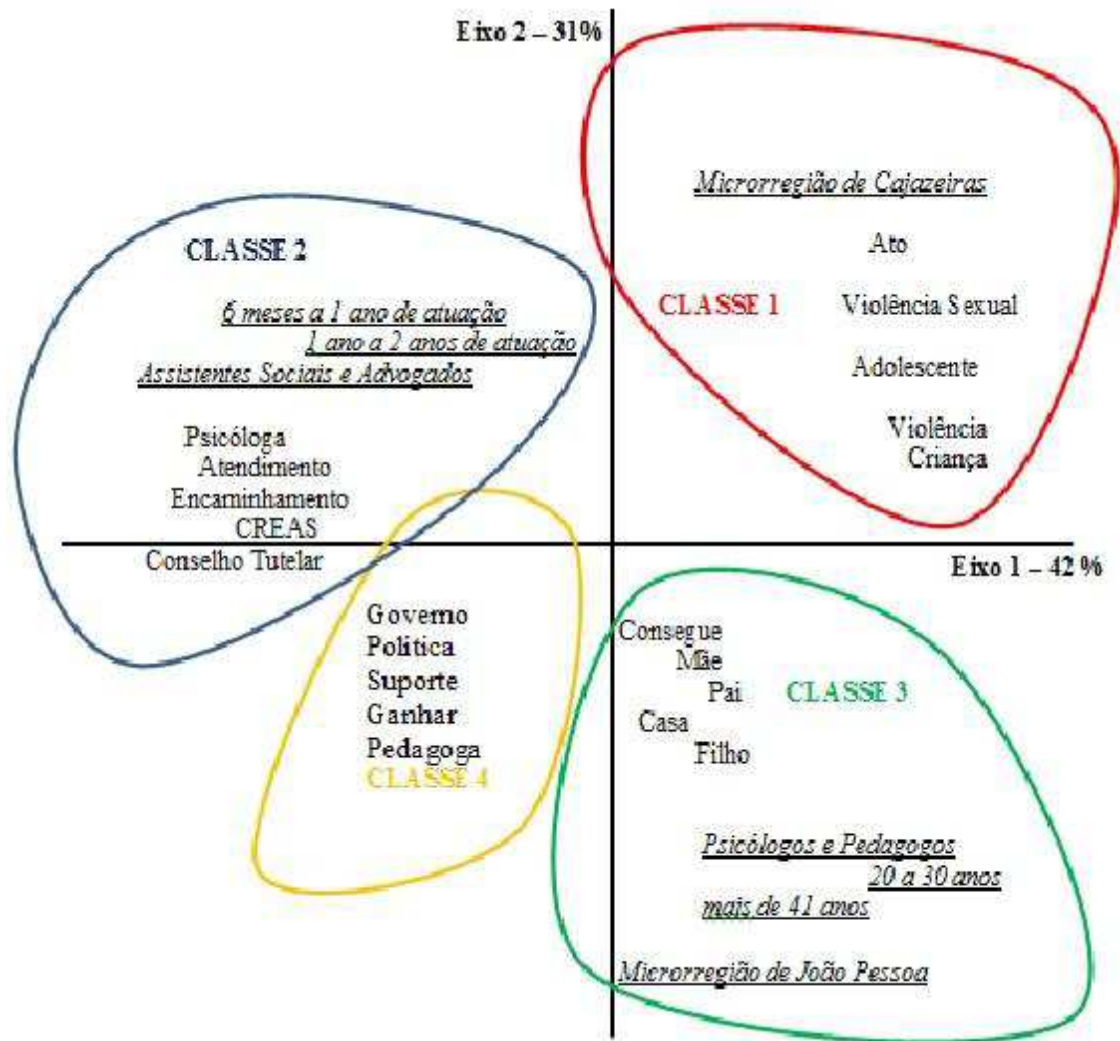 Eixo 2 – 31%
Microrregião de Cajazeiras
Ato
CLASSE 1
Violência Sexual
Adolescente
Violência
Criança
CLASSE 2
6 meses a 1 ano de atuação
1 ano a 2 anos de atuação
Assistentes Sociais e Advogados
Psicóloga
Atendimento
Encaminhamento
CREAS
Conselho Tutelar
Eixo 1 – 42%
Governo
Política
Suporte
Ganhar
Pedagoga
CLASSE 4
Consegue
Mãe
Pai
CLASSE 3
Casa
Filho
Psicólogos e Pedagogos
20 a 30 anos
mais de 41 anos
Microrregião de João Pessoa